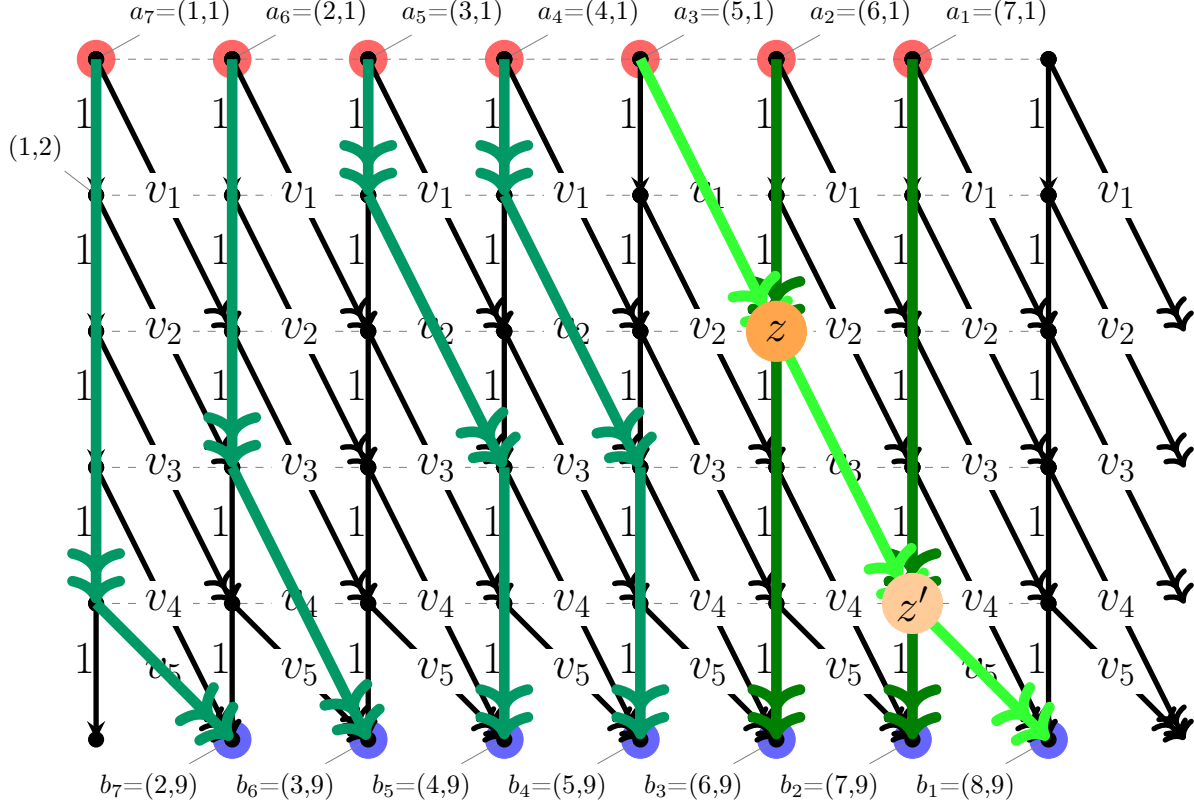 a₇=(1,1) a₆=(2,1) a₅=(3,1) a₄=(4,1) a₃=(5,1) a₂=(6,1) a₁=(7,1)
1 1 1 1 1 1 1 1
(1,2)
v₁ v₁ v₁ v₁ v₁ v₁ v₁ v₁
1 1 1 1 1 1 1 1
v₂ v₂ v₂ v₂ v₂ z v₂ v₂ v₂
1 1 1 1 1 1 1 1
v₃ v₃ v₃ v₃ v₃ v₃ v₃ v₃
1 1 1 1 1 1 1 1
v₄ v₄ v₄ v₄ v₄ v₄ z′ v₄ v₄
1 1 1 1 1 1 1 1
v₅ v₅ v₅ v₅ v₅ v₅ v₅ v₅
b₇=(2,9) b₆=(3,9) b₅=(4,9) b₄=(5,9) b₃=(6,9) b₂=(7,9) b₁=(8,9)